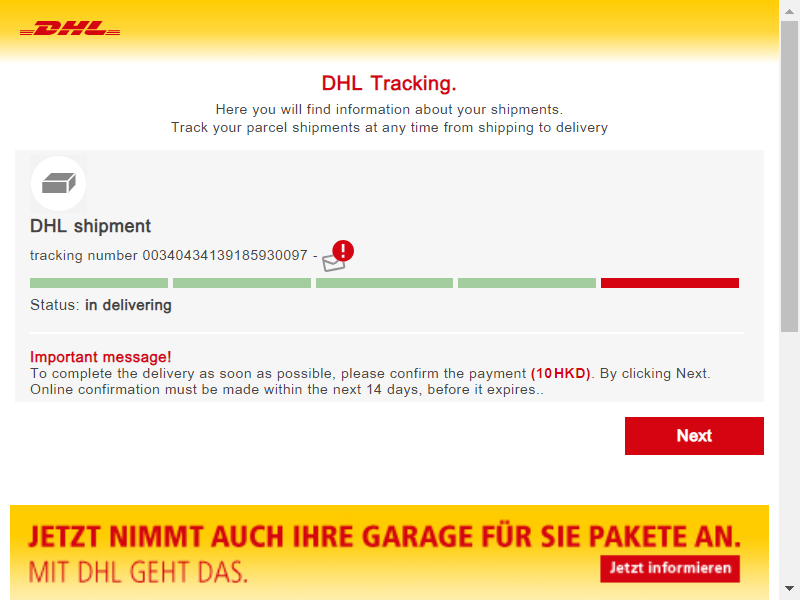 DHL
DHL Tracking.
Here you will find information about your shipments.
Track your parcel shipments at any time from shipping to delivery
DHL shipment
tracking number 00340434139185930097 -
Status: in delivering
Important message!
To complete the delivery as soon as possible, please confirm the payment (10HKD). By clicking Next.
Online confirmation must be made within the next 14 days, before it expires..
Next
JETZT NIMMT AUCH IHRE GARAGE FÜR SIE PAKETE AN.
MIT DHL GEHT DAS.
Jetzt informieren